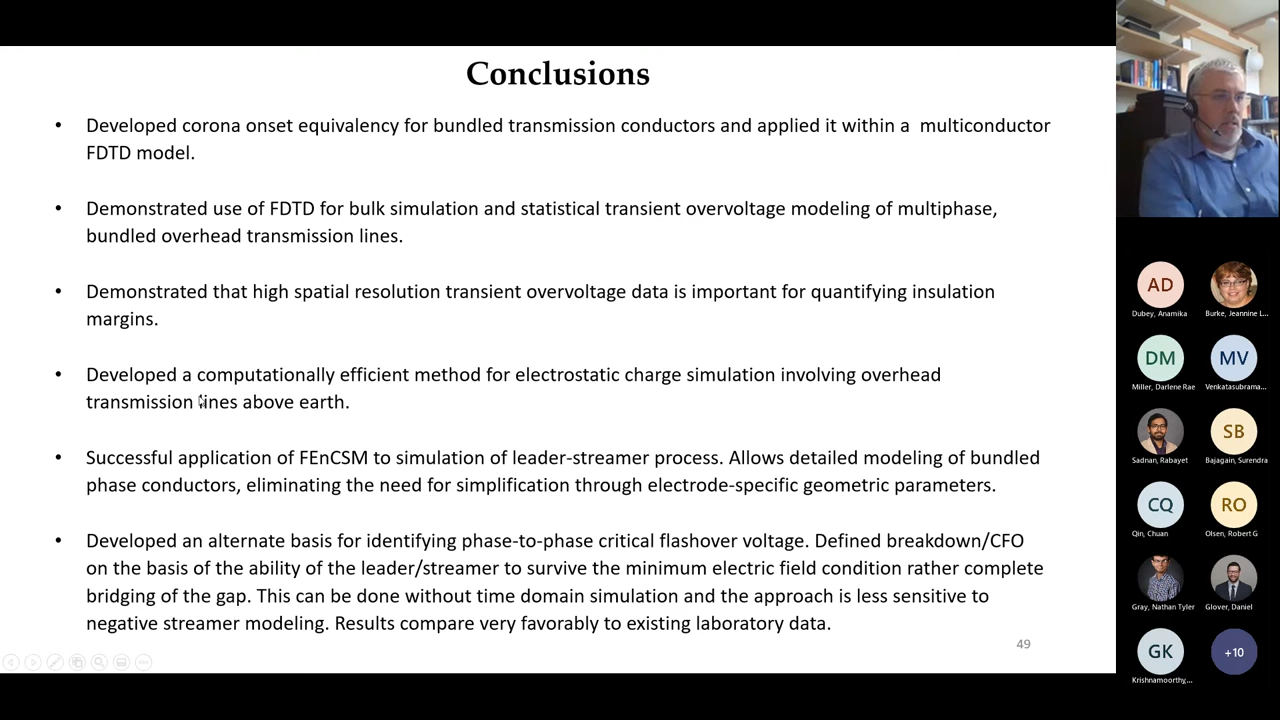 Conclusions
• Developed corona onset equivalency for bundled transmission conductors and applied it within a  multiconductor
FDTD model.
• Demonstrated use of FDTD for bulk simulation and statistical transient overvoltage modeling of multiphase,
bundled overhead transmission lines.
• Demonstrated that high spatial resolution transient overvoltage data is important for quantifying insulation
margins.
• Developed a computationally efficient method for electrostatic charge simulation involving overhead
transmission lines above earth.
• Successful application of FEnCSM to simulation of leader-streamer process. Allows detailed modeling of bundled
phase conductors, eliminating the need for simplification through electrode-specific geometric parameters.
• Developed an alternate basis for identifying phase-to-phase critical flashover voltage. Defined breakdown/CFO
on the basis of the ability of the leader/streamer to survive the minimum electric field condition rather complete
bridging of the gap. This can be done without time domain simulation and the approach is less sensitive to
negative streamer modeling. Results compare very favorably to existing laboratory data.
49
AD
Dubey, Anamika
Burke, Jeannine L...
DM
MV
Miller, Darlene Rae
Venkatasubrama...
SB
Sadnan, Rabayet
Bajagain, Surendra
CQ
RO
Qin, Chuan
Olsen, Robert G
Gray, Nathan Tyler
Glover, Daniel
GK
+10
Krishnamoorthy,...